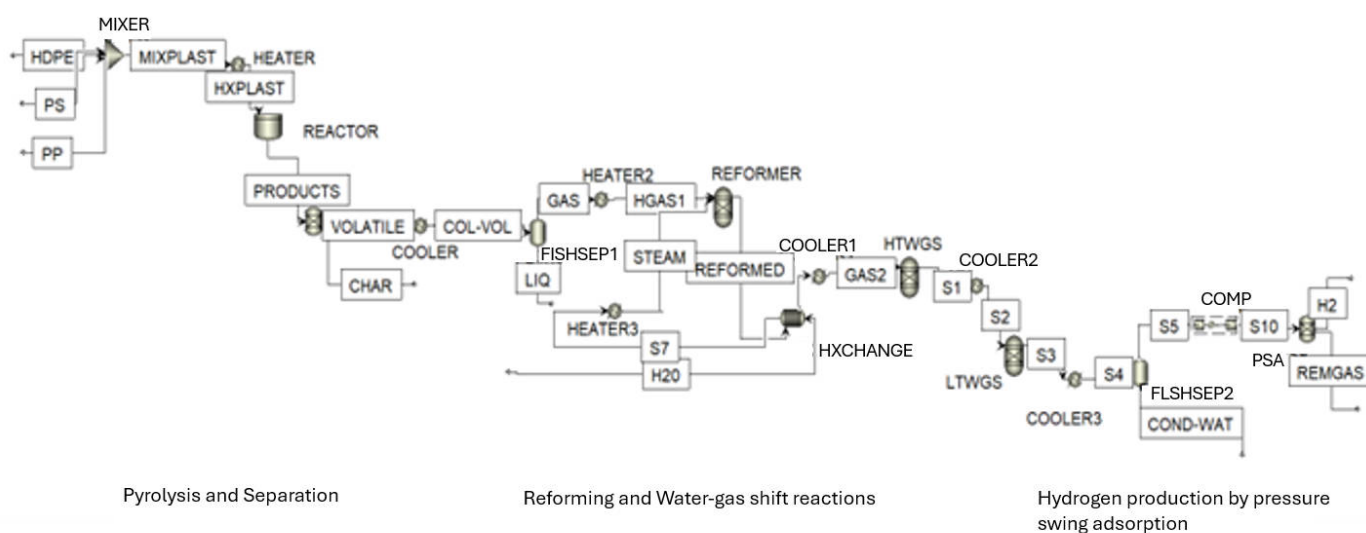 MIXER
HDPE
MIXPLAST
HEATER
HXPLAST
PS
PP
REACTOR
PRODUCTS
VOLATILE
COOLER
COL-VOL
CHAR
GAS
HEATER2
HGAS1
REFORMER
FISHSEP1
LIQ
STEAM
REFORMED
HEATER3
S7
H20
HXCHANGE
COOLER1
GAS2
HTWGS
S1
COOLER2
S2
LTWGS
S3
COOLER3
S4
FLSHSEP2
COND-WAT
S5
COMP
S10
PSA
H2
REMGAS
Pyrolysis and Separation
Reforming and Water-gas shift reactions
Hydrogen production by pressure
swing adsorption